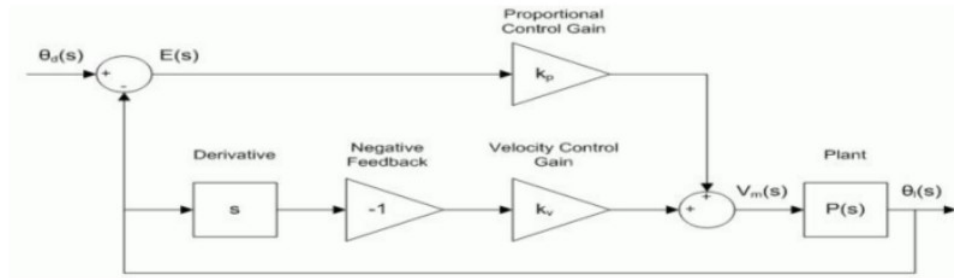 Proportional
Control Gain
θd(s)
E(s)
+
-
kp
Derivative
Negative
Feedback
Velocity Control
Gain
Plant
s
-1
kv
+
+
Vm(s)
P(s)
θl(s)